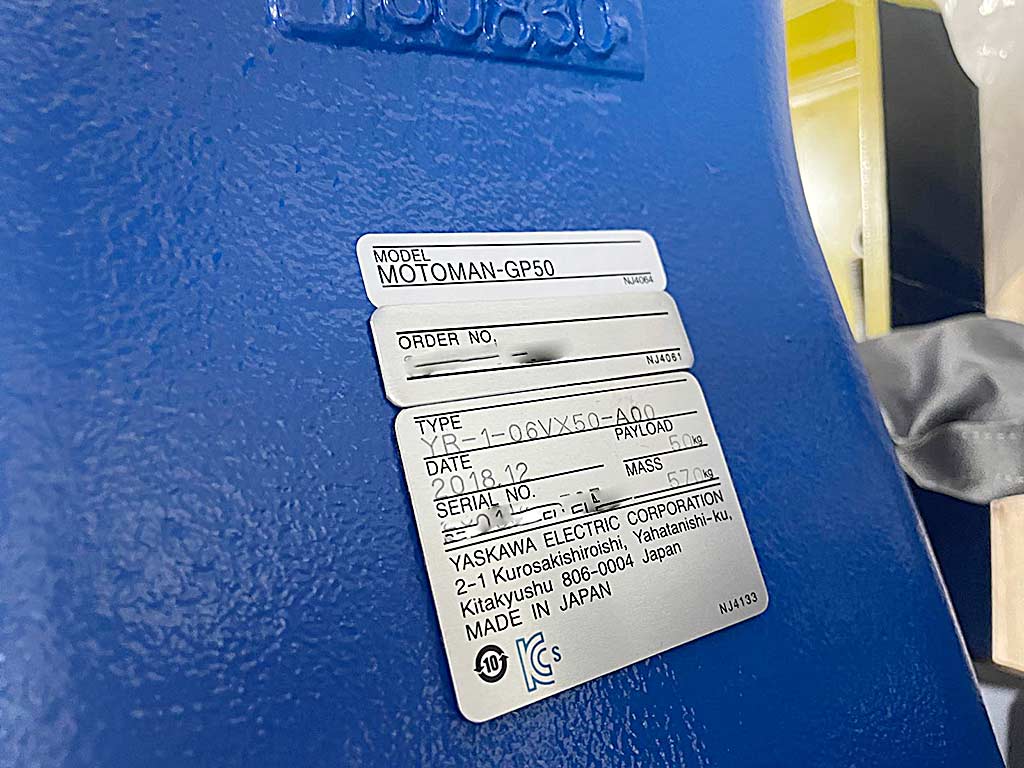 50830
MODEL
MOTOMAN-GP50
NJ4064
ORDER NO.
NJ4061
TYPE
YR-1-06VX50-A00
DATE
2018.12
PAYLOAD
50kg
SERIAL NO.
MASS
570kg
YASKAWA ELECTRIC CORPORATION
2-1 Kurosakishiroishi, Yahatanishi-ku,
Kitakyushu 806-0004 Japan
MADE IN JAPAN
NJ4133
10
KCs